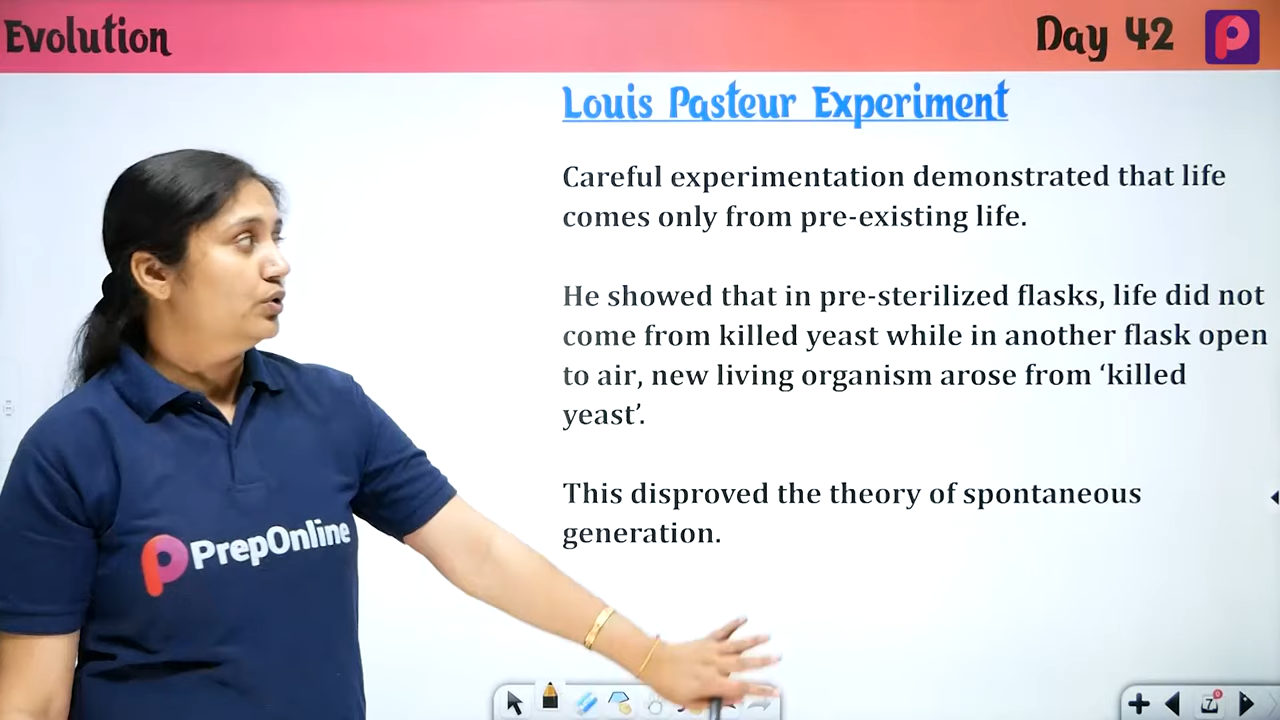 Evolution
Day 42
Louis Pasteur Experiment
Careful experimentation demonstrated that life
comes only from pre-existing life.
He showed that in pre-sterilized flasks, life did not
come from killed yeast while in another flask open
to air, new living organism arose from ‘killed
yeast’.
This disproved the theory of spontaneous
generation.
PrepOnline